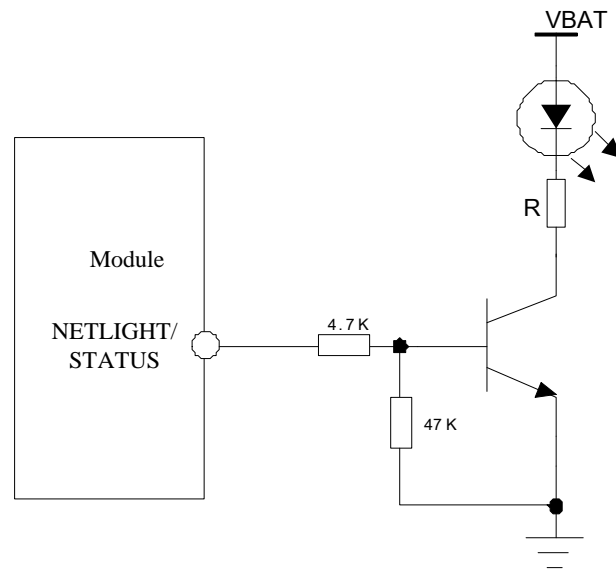 VBAT
R
Module
4.7K
NETLIGHT/
STATUS
47K